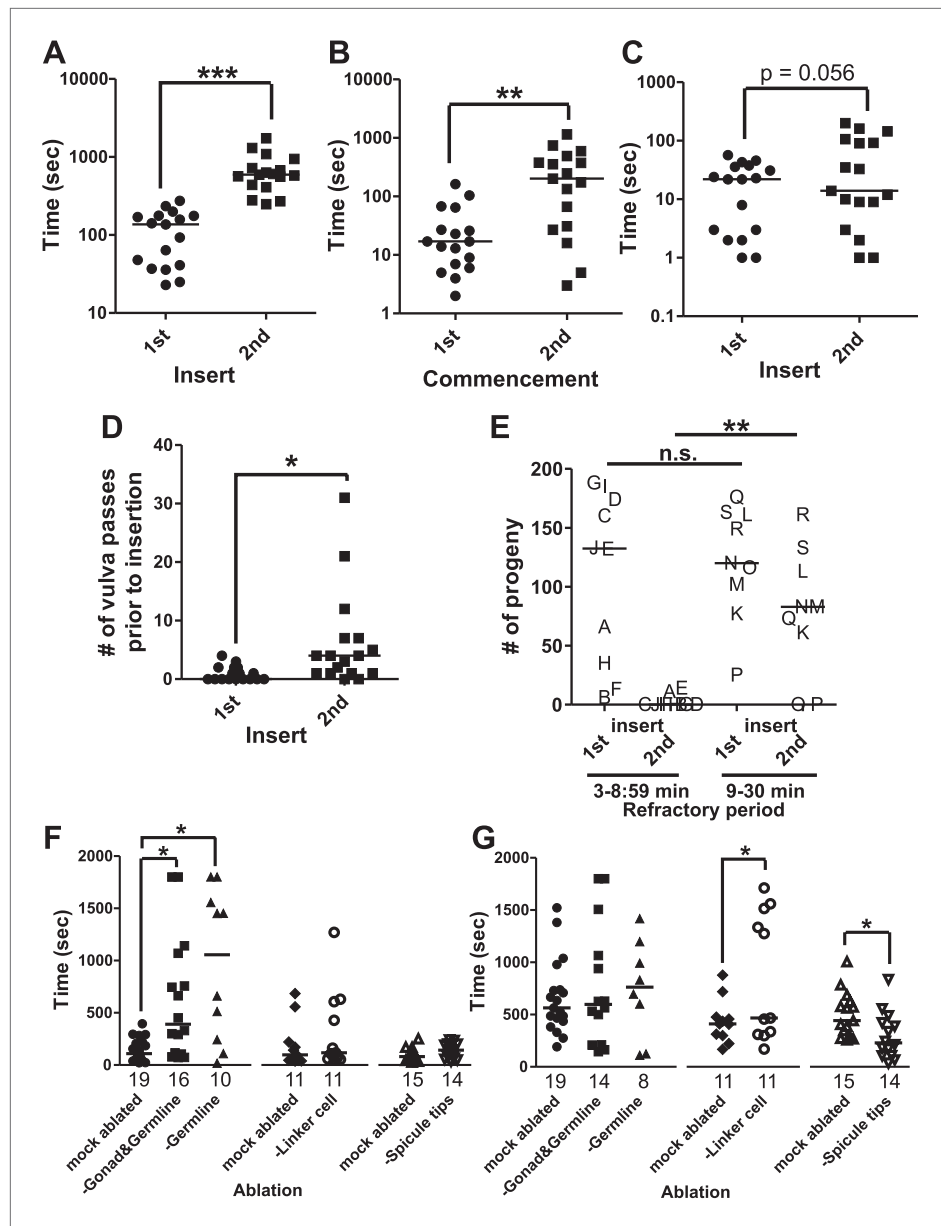 A
***
10000
1000
100
10
Time (sec)
1st
2nd
Insert
B
**
10000
1000
100
10
1
Time (sec)
1st
2nd
Commencement
C
p = 0.056
1000
100
10
1
0.1
Time (sec)
1st
2nd
Insert
D
*
40
30
20
10
0
# of vulva passes
prior to insertion
1st
2nd
Insert
E
**
n.s.
200
150
100
50
0
# of progeny
insert
insert
1st
2nd
1st
2nd
3-8:59 min
9-30 min
Refractory period
F
*
*
2000
1500
1000
500
0
Time (sec)
19
16
10
11
11
15
14
mock ablated
-Gonad&Germline
-Germline
mock ablated
-Linker cell
mock ablated
-Spicule tips
Ablation
G
*
*
2000
1500
1000
500
0
Time (sec)
19
14
8
11
11
15
14
mock ablated
-Gonad&Germline
-Germline
mock ablated
-Linker cell
mock ablated
-Spicule tips
Ablation